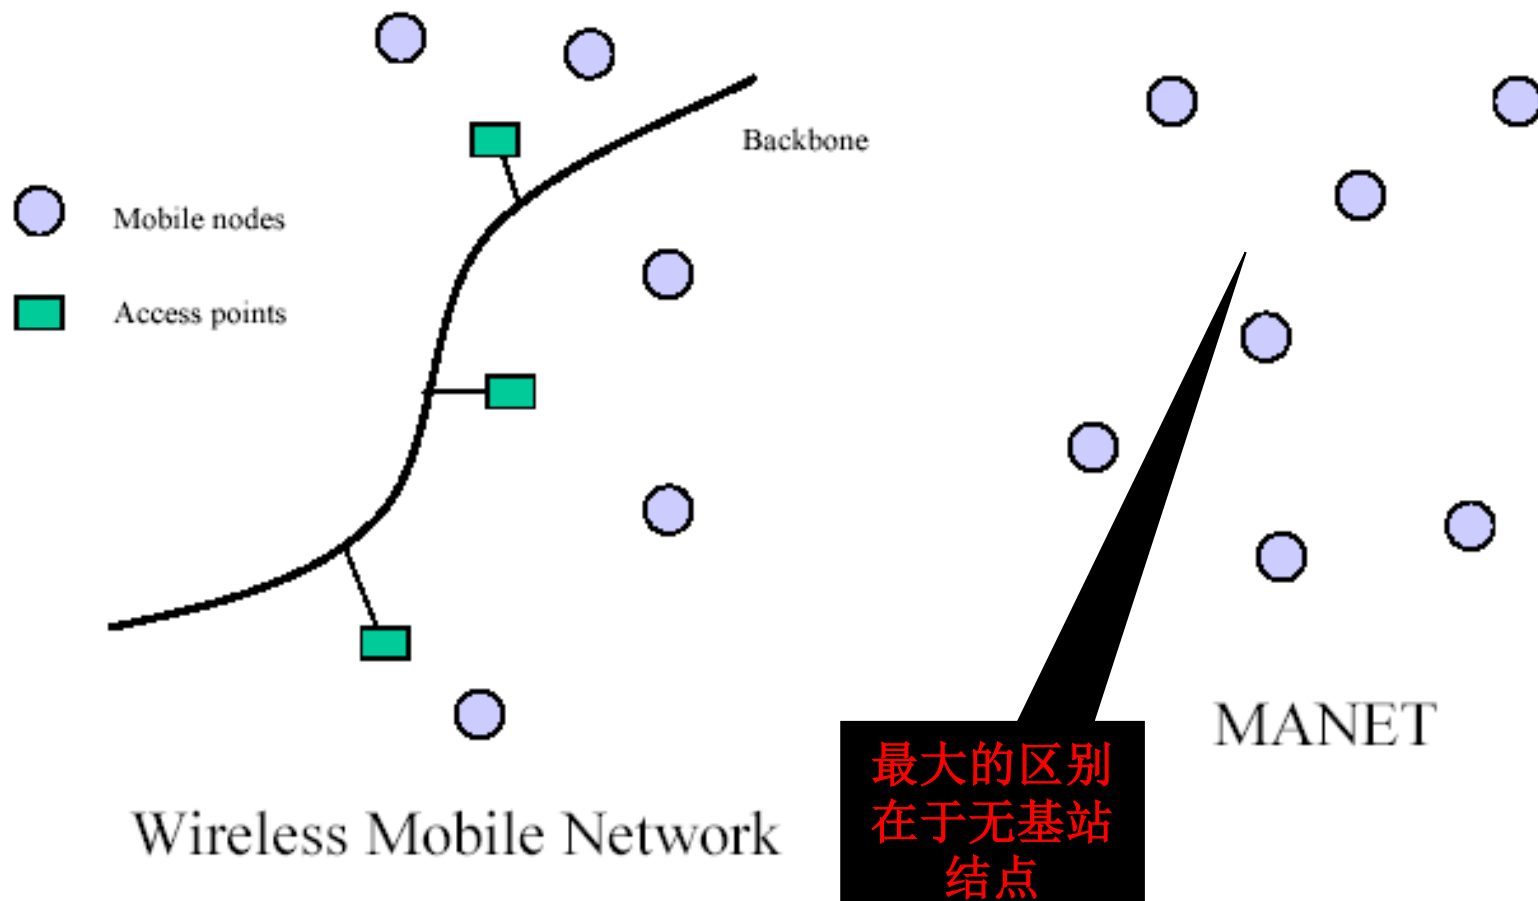 Backbone
Mobile nodes
Access points
Wireless Mobile Network
MANET
最大的区别
在于无基站
结点